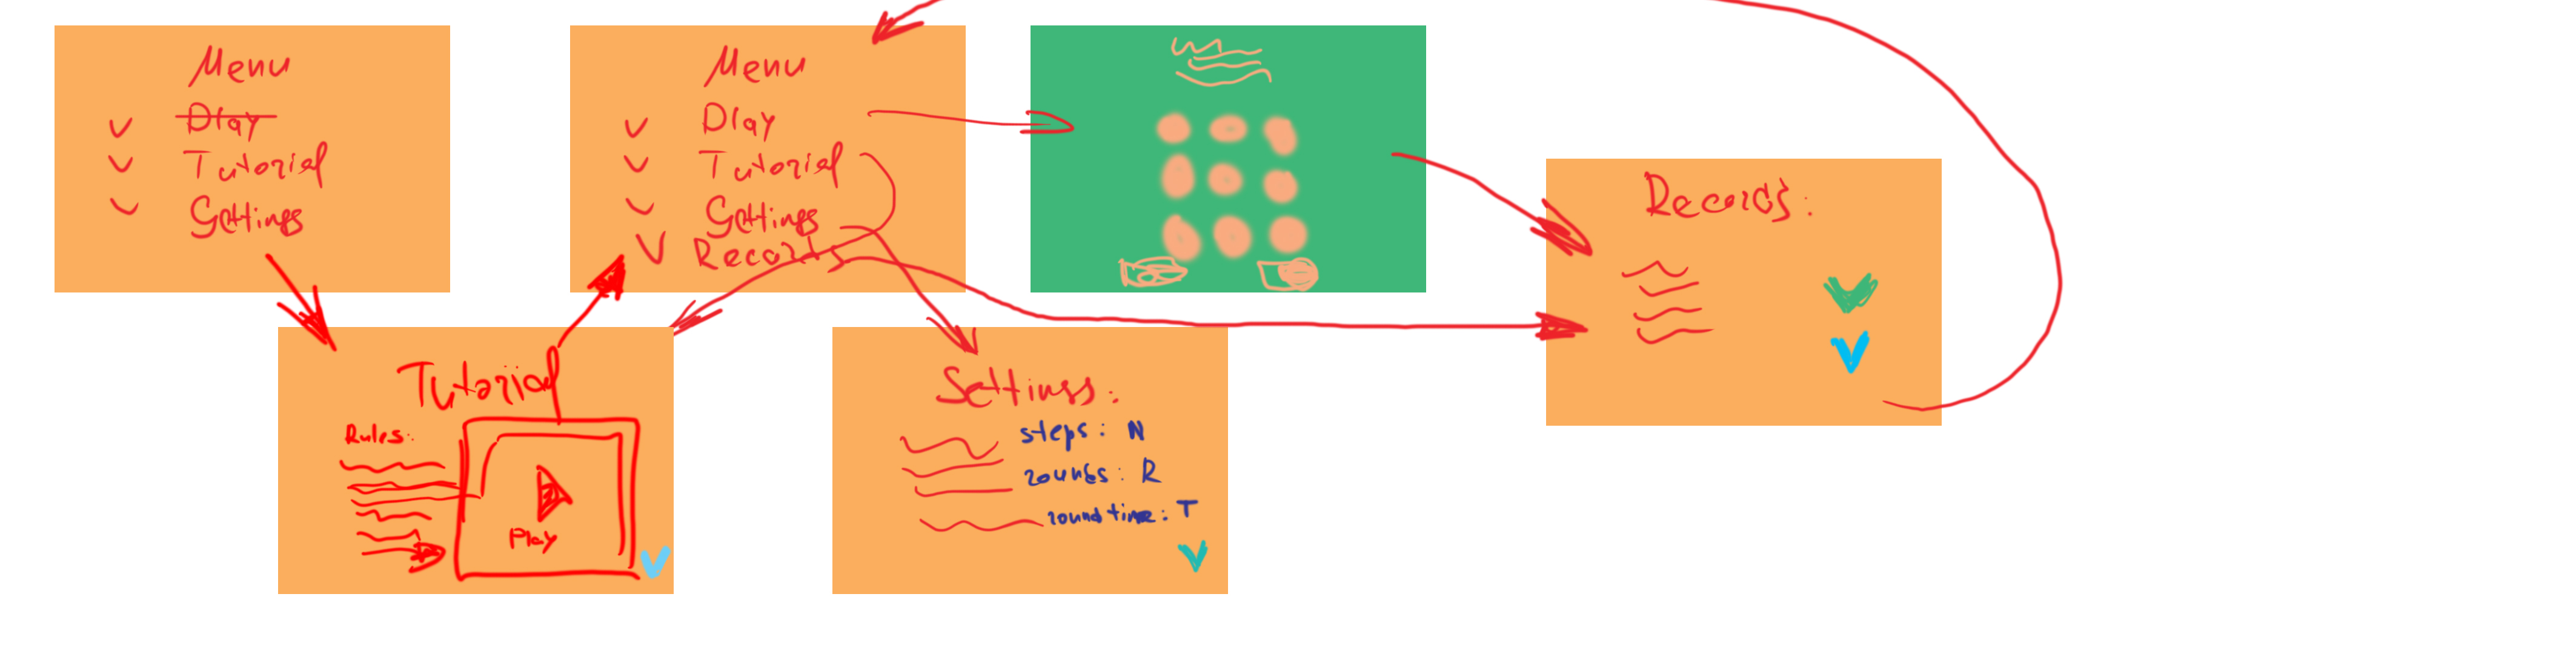 Menu
Play
Tutorial
Settings
Menu
Play
Tutorial
Settings
Records
Records:
Tutorial
Rules:
Play
Settings:
steps: N
rounds: R
round time: T